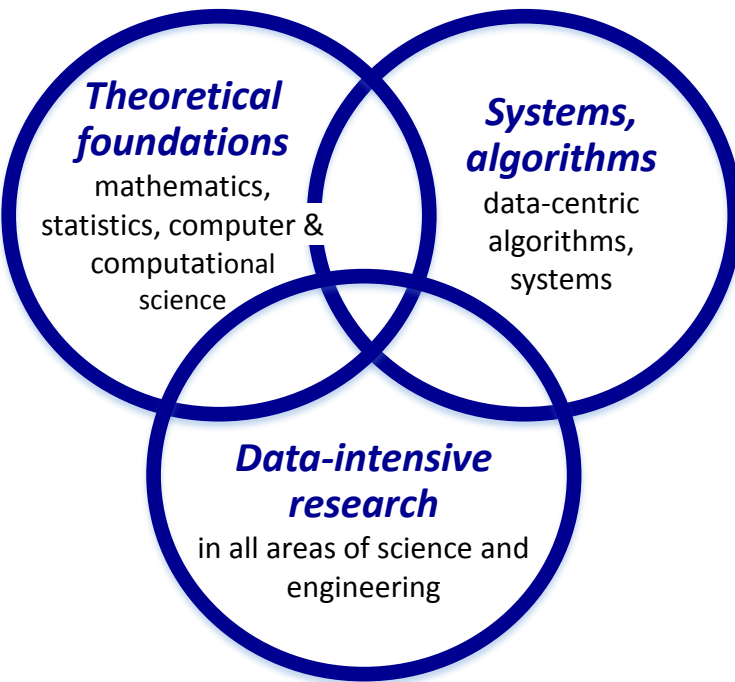 Theoretical
foundations
mathematics,
statistics, computer &
computational
science
Systems,
algorithms
data-centric
algorithms,
systems
Data-intensive
research
in all areas of science and
engineering